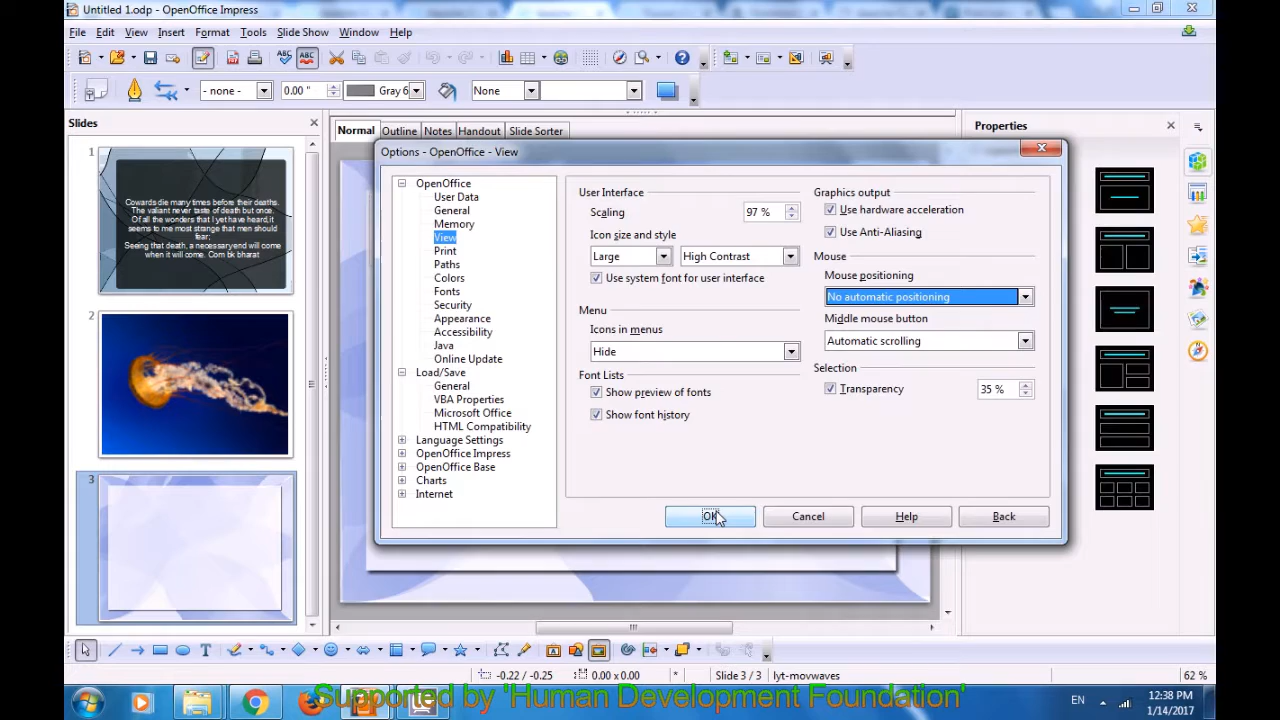 Untitled 1.odp - OpenOffice Impress
File Edit View Insert Format Tools Slide Show Window Help
- none - 0.00 " Gray 6 None
Slides
Normal Outline Notes Handout Slide Sorter
Properties
1
Cowards die many times before their deaths.
The valiant never taste of death but once.
Of all the wonders that I yet have heard,it
seems to me most strange that men should
fear;
Seeing that death, a necessary end will come
when it will come. Com tk bharat
2
3
Options - OpenOffice - View
OpenOffice
User Data
General
Memory
View
Print
Paths
Colors
Fonts
Security
Appearance
Accessibility
Java
Online Update
Load/Save
General
VBA Properties
Microsoft Office
HTML Compatibility
Language Settings
OpenOffice Impress
OpenOffice Base
Charts
Internet
User Interface
Scaling 97 %
Icon size and style
Large High Contrast
Use system font for user interface
Menu
Icons in menus
Hide
Font Lists
Show preview of fonts
Show font history
Graphics output
Use hardware acceleration
Use Anti-Aliasing
Mouse
Mouse positioning
No automatic positioning
Middle mouse button
Automatic scrolling
Selection
Transparency 35 %
OK Cancel Help Back
-0.22 / -0.25 0.00 x 0.00 * Slide 3 / 3 lyt-movwaves 62 %
Supported by 'Human Development Foundation'
EN
12:38 PM
1/14/2017